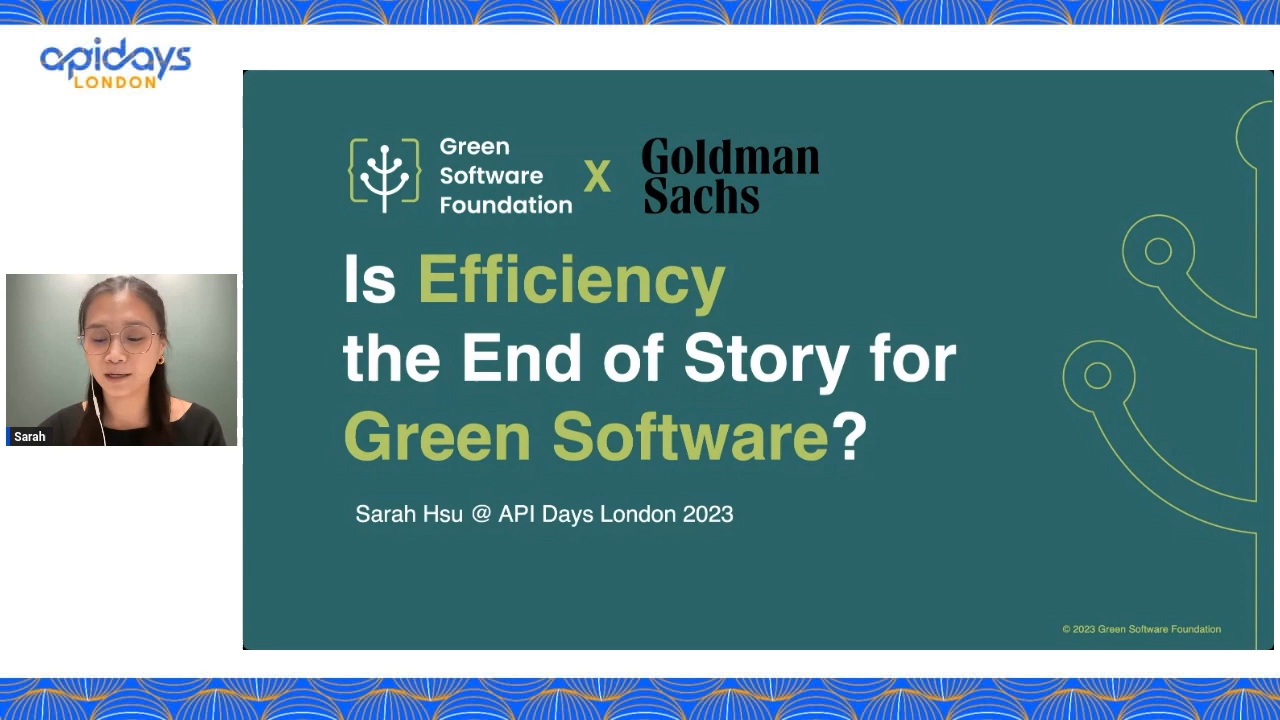 apidays
LONDON
Green
Software
Foundation
X
Goldman
Sachs
Is Efficiency
the End of Story for
Green Software?
Sarah Hsu @ API Days London 2023
Sarah
© 2023 Green Software Foundation